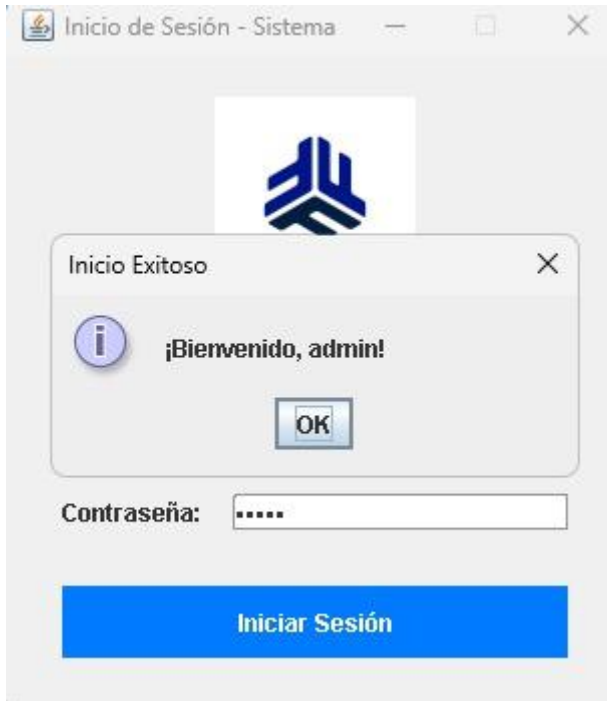 Inicio de Sesión - Sistema
Inicio Exitoso
¡Bienvenido, admin!
OK
Contraseña: •••••
Iniciar Sesión